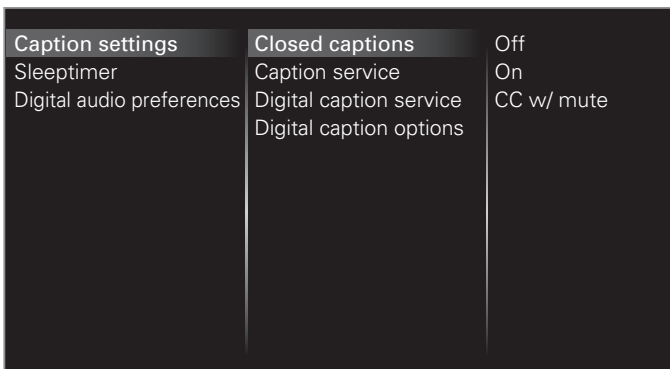 Caption settings
Sleeptimer
Digital audio preferences
Closed captions
Caption service
Digital caption service
Digital caption options
Off
On
CC w/ mute